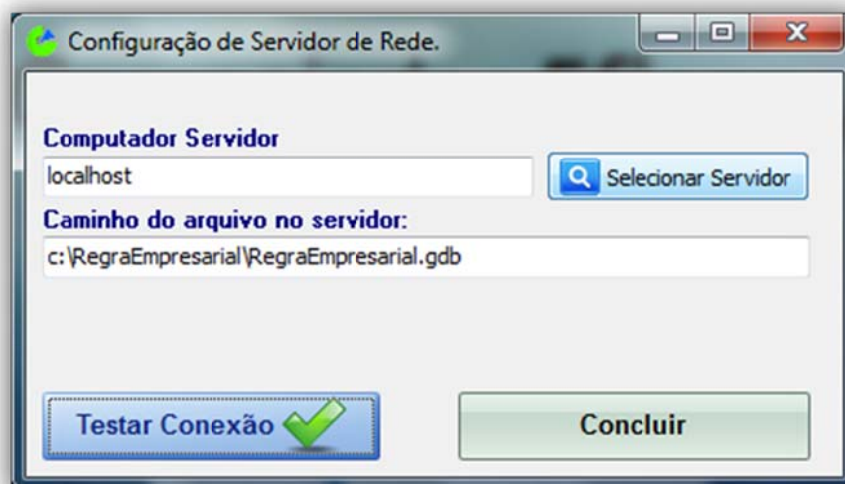 Configuração de Servidor de Rede.
Computador Servidor
localhost
Selecionar Servidor
Caminho do arquivo no servidor:
c:\RegraEmpresarial\RegraEmpresarial.gdb
Testar Conexão
Concluir